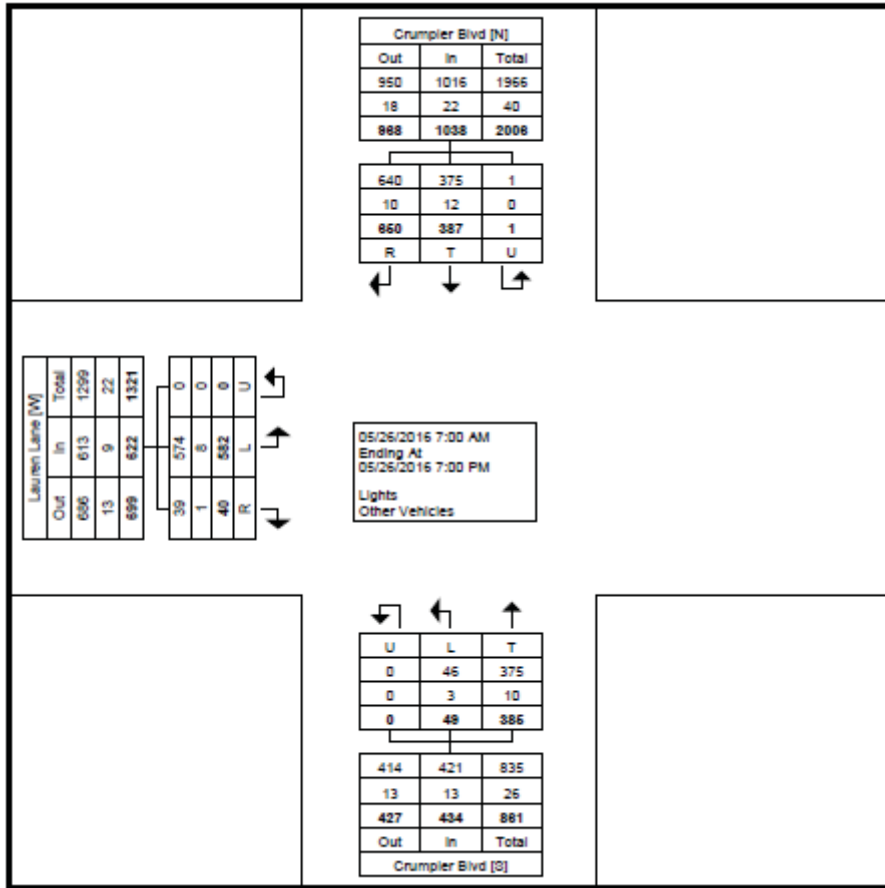 Crumpler Blvd [N]
Out In Total
950 1016 1966
18 22 40
968 1038 2006
640 375 1
10 12 0
650 387 1
R T U
Lauren Lane [W]
Out In Total
686 613 1299
13 9 22
699 622 1321
39 574 0
1 8 0
40 582 0
R L U
05/26/2016 7:00 AM
Ending At
05/26/2016 7:00 PM
Lights
Other Vehicles
U L T
0 46 375
0 3 10
0 49 385
414 421 835
13 13 26
427 434 861
Out In Total
Crumpler Blvd [S]